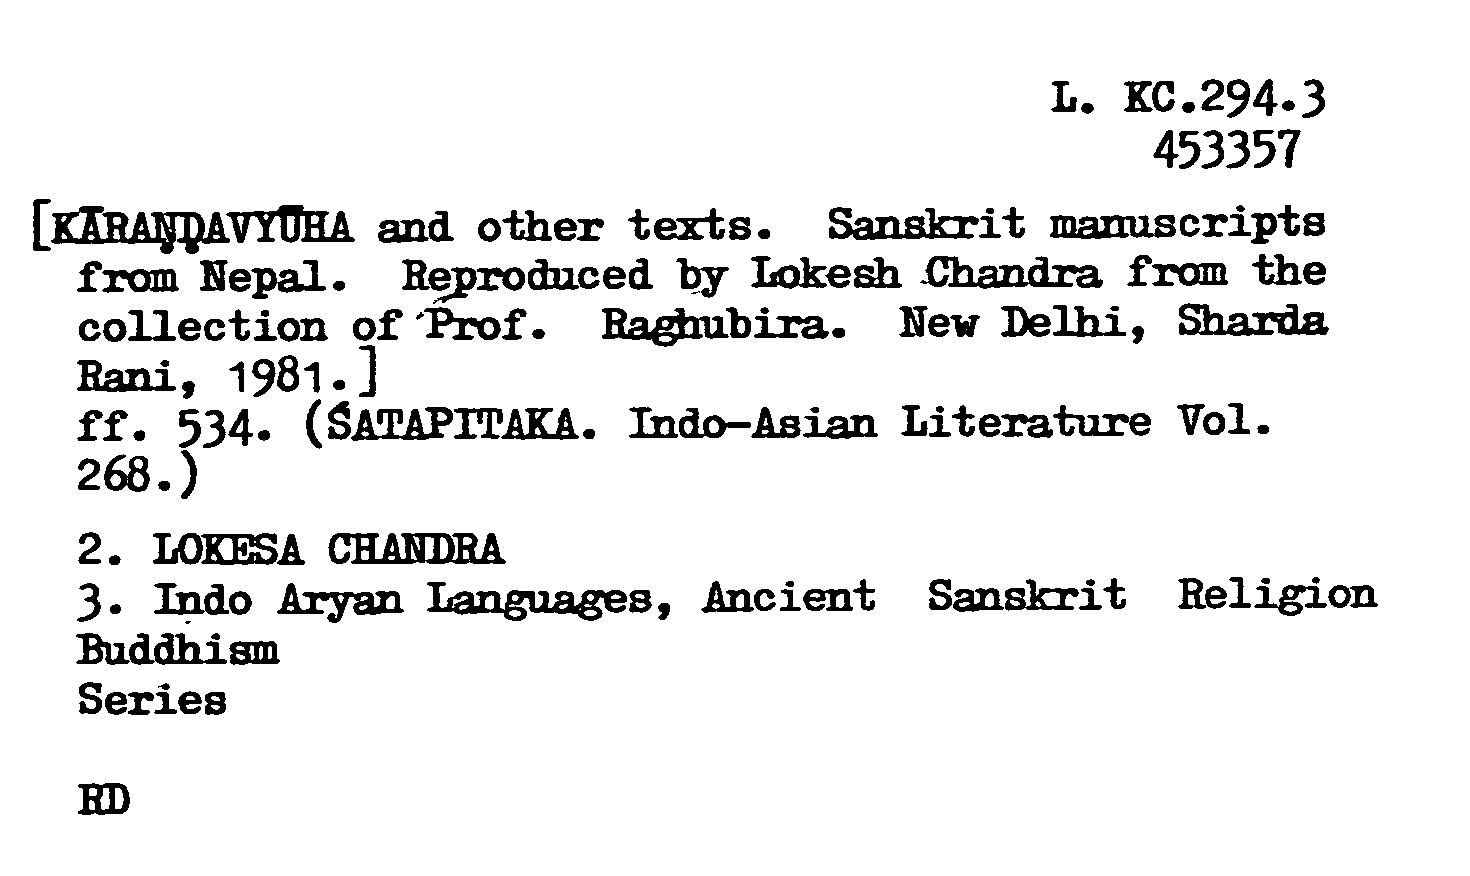 L. KC.294.3
453357
[KĀRAṆḌAVYŪHA and other texts. Sanskrit manuscripts
from Nepal. Reproduced by Lokesh Chandra from the
collection of Prof. Raghubira. New Delhi, Sharda
Rani, 1981.]
ff. 534. (ŚATAPITAKA. Indo-Asian Literature Vol.
268.)
2. LOKESA CHANDRA
3. Indo Aryan Languages, Ancient Sanskrit Religion
Buddhism
Series
RD